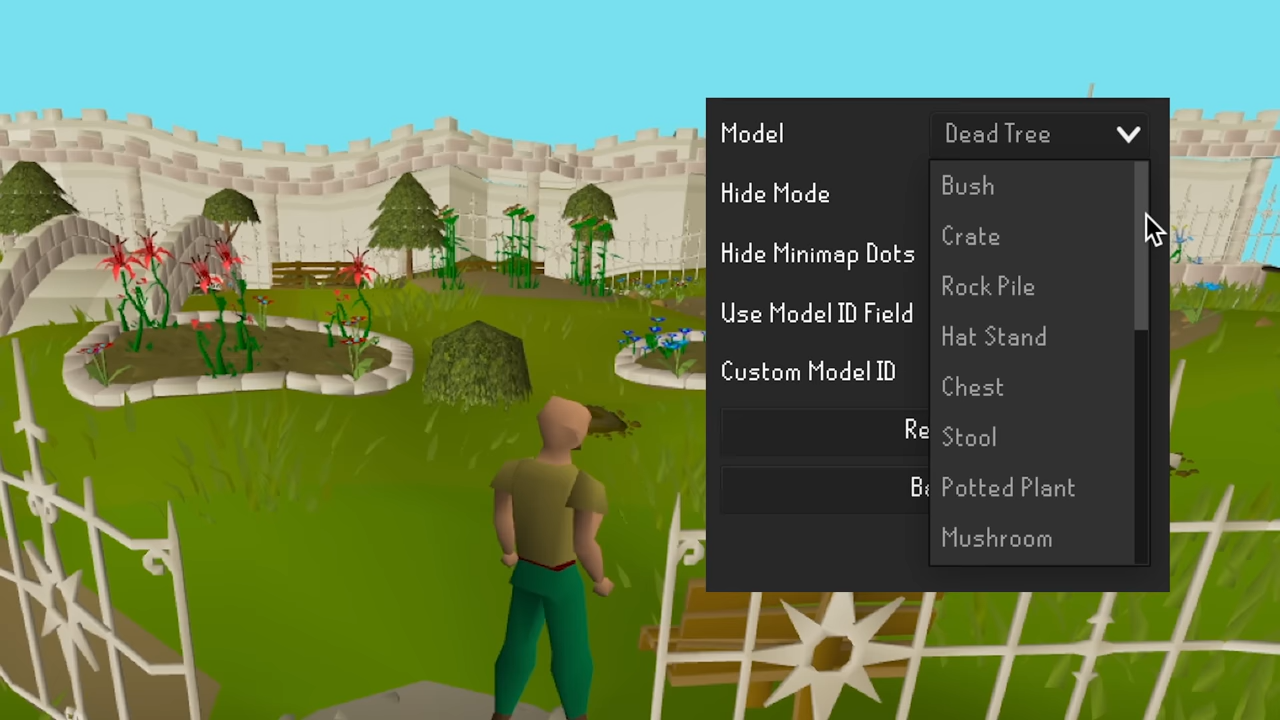 Model
Dead Tree
Hide Mode
Hide Minimap Dots
Use Model ID Field
Custom Model ID
Bush
Crate
Rock Pile
Hat Stand
Chest
Stool
Potted Plant
Mushroom